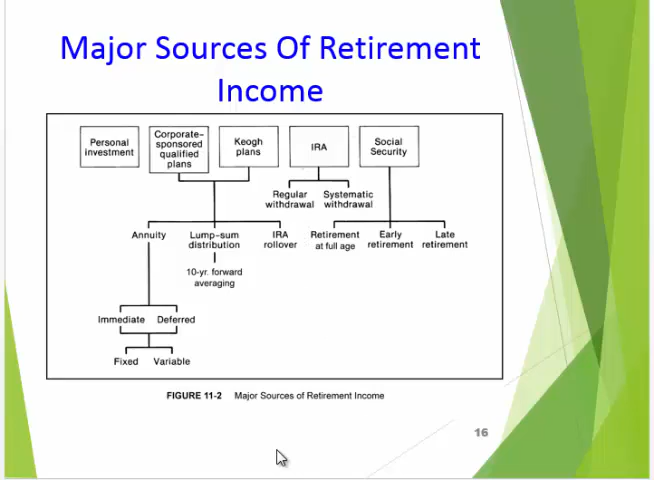 Major Sources Of Retirement
Income
Personal
investment
Corporate-
sponsored
qualified
plans
Keogh
plans
IRA
Social
Security
Regular
withdrawal
Systematic
withdrawal
Annuity
Lump-sum
distribution
IRA
rollover
Retirement
at full age
Early
retirement
Late
retirement
10-yr. forward
averaging
Immediate
Deferred
Fixed
Variable
FIGURE 11-2 Major Sources of Retirement Income
16